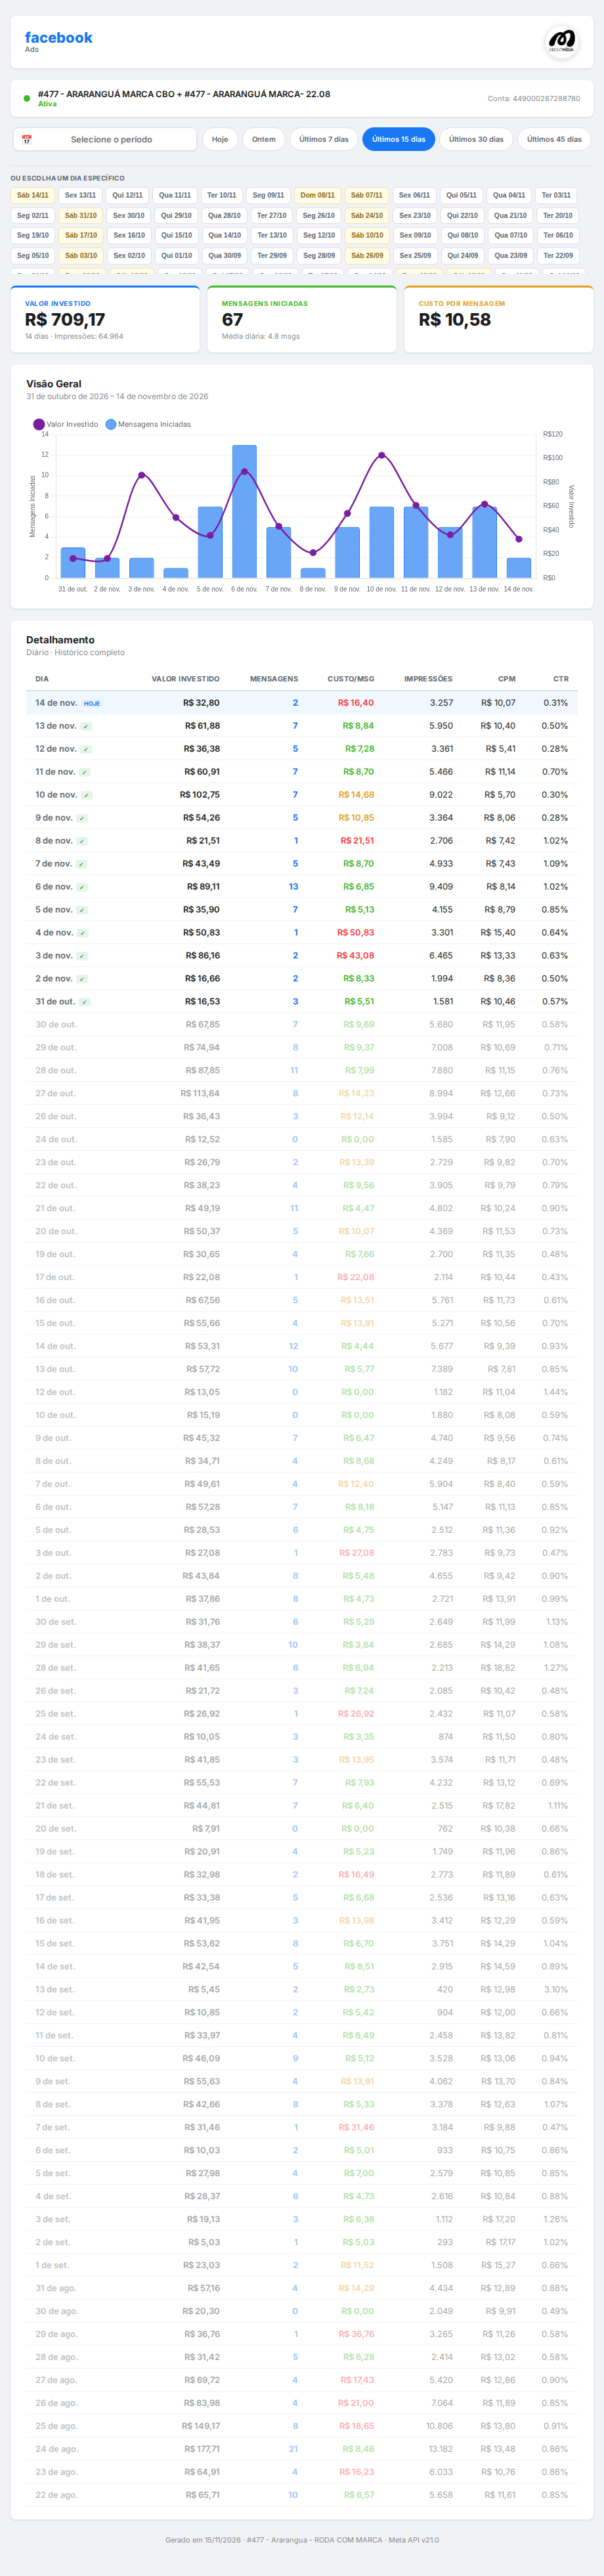 facebook
Ads
MÍDIA
#477 - ARARANGUÁ MARCA CBO + #477 - ARARANGUÁ MARCA- 22.08
Ativa
Conta: 449000287288780
Selecione o período Hoje Ontem Últimos 7 dias Últimos 15 dias Últimos 30 dias Últimos 45 dias
OU ESCOLHA UM DIA ESPECÍFICO
Sáb 14/11 Sex 13/11 Qui 12/11 Qua 11/11 Ter 10/11 Seg 09/11 Dom 08/11 Sáb 07/11 Sex 06/11 Qui 05/11 Qua 04/11 Ter 03/11
Seg 02/11 Sáb 31/10 Sex 30/10 Qui 29/10 Qua 28/10 Ter 27/10 Seg 26/10 Sáb 24/10 Sex 23/10 Qui 22/10 Qua 21/10 Ter 20/10
Seg 19/10 Sáb 17/10 Sex 16/10 Qui 15/10 Qua 14/10 Ter 13/10 Seg 12/10 Sáb 10/10 Sex 09/10 Qui 08/10 Qua 07/10 Ter 06/10
Seg 05/10 Sáb 03/10 Sex 02/10 Qui 01/10 Qua 30/09 Ter 29/09 Seg 28/09 Sáb 26/09 Sex 25/09 Qui 24/09 Qua 23/09 Ter 22/09
VALOR INVESTIDO
R$ 709,17
14 dias · Impressões: 64.964
MENSAGENS INICIADAS
67
Média diária: 4.8 msgs
CUSTO POR MENSAGEM
R$ 10,58
Visão Geral
31 de outubro de 2026 – 14 de novembro de 2026
Valor Investido Mensagens Iniciadas
14 R$120
12 R$100
10 R$80
8
6 R$60
4 R$40
2 R$20
0 R$0
Mensagens Iniciadas
Valor Investido
31 de out. 2 de nov. 3 de nov. 4 de nov. 5 de nov. 6 de nov. 7 de nov. 8 de nov. 9 de nov. 10 de nov. 11 de nov. 12 de nov. 13 de nov. 14 de nov.
Detalhamento
Diário · Histórico completo
DIA VALOR INVESTIDO MENSAGENS CUSTO/MSG IMPRESSÕES CPM CTR
14 de nov. HOJE R$ 32,80 2 R$ 16,40 3.257 R$ 10,07 0.31%
13 de nov. ✓ R$ 61,88 7 R$ 8,84 5.950 R$ 10,40 0.50%
12 de nov. ✓ R$ 36,38 5 R$ 7,28 3.361 R$ 5,41 0.28%
11 de nov. ✓ R$ 60,91 7 R$ 8,70 5.466 R$ 11,14 0.70%
10 de nov. ✓ R$ 102,75 7 R$ 14,68 9.022 R$ 5,70 0.30%
9 de nov. ✓ R$ 54,26 5 R$ 10,85 3.364 R$ 8,06 0.28%
8 de nov. ✓ R$ 21,51 1 R$ 21,51 2.706 R$ 7,42 1.02%
7 de nov. ✓ R$ 43,49 5 R$ 8,70 4.933 R$ 7,43 1.09%
6 de nov. ✓ R$ 89,11 13 R$ 6,85 9.409 R$ 8,14 1.02%
5 de nov. ✓ R$ 35,90 7 R$ 5,13 4.155 R$ 8,79 0.85%
4 de nov. ✓ R$ 50,83 1 R$ 50,83 3.301 R$ 15,40 0.64%
3 de nov. ✓ R$ 86,16 2 R$ 43,08 6.465 R$ 13,33 0.63%
2 de nov. ✓ R$ 16,66 2 R$ 8,33 1.994 R$ 8,36 0.50%
31 de out. ✓ R$ 16,53 3 R$ 5,51 1.581 R$ 10,46 0.57%
30 de out. R$ 67,85 7 R$ 9,69 5.680 R$ 11,95 0.58%
29 de out. R$ 74,94 8 R$ 9,37 7.008 R$ 10,69 0.71%
28 de out. R$ 87,85 11 R$ 7,99 7.880 R$ 11,15 0.76%
27 de out. R$ 113,84 8 R$ 14,23 8.994 R$ 12,66 0.73%
26 de out. R$ 36,43 3 R$ 12,14 3.994 R$ 9,12 0.50%
24 de out. R$ 12,52 0 R$ 0,00 1.585 R$ 7,90 0.63%
23 de out. R$ 26,79 2 R$ 13,39 2.729 R$ 9,82 0.70%
22 de out. R$ 38,23 4 R$ 9,56 3.905 R$ 9,79 0.79%
21 de out. R$ 49,19 11 R$ 4,47 4.802 R$ 10,24 0.90%
20 de out. R$ 50,37 5 R$ 10,07 4.369 R$ 11,53 0.73%
19 de out. R$ 30,65 4 R$ 7,66 2.700 R$ 11,35 0.48%
17 de out. R$ 22,08 1 R$ 22,08 2.114 R$ 10,44 0.43%
16 de out. R$ 67,56 5 R$ 13,51 5.761 R$ 11,73 0.61%
15 de out. R$ 55,66 4 R$ 13,91 5.271 R$ 10,56 0.70%
14 de out. R$ 53,31 12 R$ 4,44 5.677 R$ 9,39 0.93%
13 de out. R$ 57,72 10 R$ 5,77 7.389 R$ 7,81 0.85%
12 de out. R$ 13,05 0 R$ 0,00 1.182 R$ 11,04 1.44%
10 de out. R$ 15,19 0 R$ 0,00 1.880 R$ 8,08 0.59%
9 de out. R$ 45,32 7 R$ 6,47 4.740 R$ 9,56 0.74%
8 de out. R$ 34,71 4 R$ 8,68 4.249 R$ 8,17 0.61%
7 de out. R$ 49,61 4 R$ 12,40 5.904 R$ 8,40 0.59%
6 de out. R$ 57,28 7 R$ 8,18 5.147 R$ 11,13 0.85%
5 de out. R$ 28,53 6 R$ 4,75 2.512 R$ 11,36 0.92%
3 de out. R$ 27,08 1 R$ 27,08 2.783 R$ 9,73 0.47%
2 de out. R$ 43,84 8 R$ 5,48 4.655 R$ 9,42 0.90%
1 de out. R$ 37,86 8 R$ 4,73 2.721 R$ 13,91 0.99%
30 de set. R$ 31,76 6 R$ 5,29 2.649 R$ 11,99 1.13%
29 de set. R$ 38,37 10 R$ 3,84 2.685 R$ 14,29 1.08%
28 de set. R$ 41,65 6 R$ 6,94 2.213 R$ 18,82 1.27%
26 de set. R$ 21,72 3 R$ 7,24 2.085 R$ 10,42 0.48%
25 de set. R$ 26,92 1 R$ 26,92 2.432 R$ 11,07 0.58%
24 de set. R$ 10,05 3 R$ 3,35 874 R$ 11,50 0.80%
23 de set. R$ 41,85 3 R$ 13,95 3.574 R$ 11,71 0.48%
22 de set. R$ 55,53 7 R$ 7,93 4.232 R$ 13,12 0.69%
21 de set. R$ 44,81 7 R$ 6,40 2.515 R$ 17,82 1.11%
20 de set. R$ 7,91 0 R$ 0,00 762 R$ 10,38 0.66%
19 de set. R$ 20,91 4 R$ 5,23 1.749 R$ 11,96 0.86%
18 de set. R$ 32,98 2 R$ 16,49 2.773 R$ 11,89 0.61%
17 de set. R$ 33,38 5 R$ 6,68 2.536 R$ 13,16 0.63%
16 de set. R$ 41,95 3 R$ 13,98 3.412 R$ 12,29 0.59%
15 de set. R$ 53,62 8 R$ 6,70 3.751 R$ 14,29 1.04%
14 de set. R$ 42,54 5 R$ 8,51 2.915 R$ 14,59 0.89%
13 de set. R$ 5,45 2 R$ 2,73 420 R$ 12,98 3.10%
12 de set. R$ 10,85 2 R$ 5,42 904 R$ 12,00 0.66%
11 de set. R$ 33,97 4 R$ 8,49 2.458 R$ 13,82 0.81%
10 de set. R$ 46,09 9 R$ 5,12 3.528 R$ 13,06 0.94%
9 de set. R$ 55,63 4 R$ 13,91 4.062 R$ 13,70 0.84%
8 de set. R$ 42,66 8 R$ 5,33 3.378 R$ 12,63 1.07%
7 de set. R$ 31,46 1 R$ 31,46 3.184 R$ 9,88 0.47%
6 de set. R$ 10,03 2 R$ 5,01 933 R$ 10,75 0.86%
5 de set. R$ 27,98 4 R$ 7,00 2.579 R$ 10,85 0.85%
4 de set. R$ 28,37 6 R$ 4,73 2.616 R$ 10,84 0.88%
3 de set. R$ 19,13 3 R$ 6,38 1.112 R$ 17,20 1.26%
2 de set. R$ 5,03 1 R$ 5,03 293 R$ 17,17 1.02%
1 de set. R$ 23,03 2 R$ 11,52 1.508 R$ 15,27 0.66%
31 de ago. R$ 57,16 4 R$ 14,29 4.434 R$ 12,89 0.88%
30 de ago. R$ 20,30 0 R$ 0,00 2.049 R$ 9,91 0.49%
29 de ago. R$ 36,76 1 R$ 36,76 3.265 R$ 11,26 0.58%
28 de ago. R$ 31,42 5 R$ 6,28 2.414 R$ 13,02 0.58%
27 de ago. R$ 69,72 4 R$ 17,43 5.420 R$ 12,86 0.90%
26 de ago. R$ 83,98 4 R$ 21,00 7.064 R$ 11,89 0.85%
25 de ago. R$ 149,17 8 R$ 18,65 10.806 R$ 13,80 0.91%
24 de ago. R$ 177,71 21 R$ 8,46 13.182 R$ 13,48 0.86%
23 de ago. R$ 64,91 4 R$ 16,23 6.033 R$ 10,76 0.86%
22 de ago. R$ 65,71 10 R$ 6,57 5.658 R$ 11,61 0.85%
Gerado em 15/11/2026 · #477 - Ararangua - RODA COM MARCA · Meta API v21.0